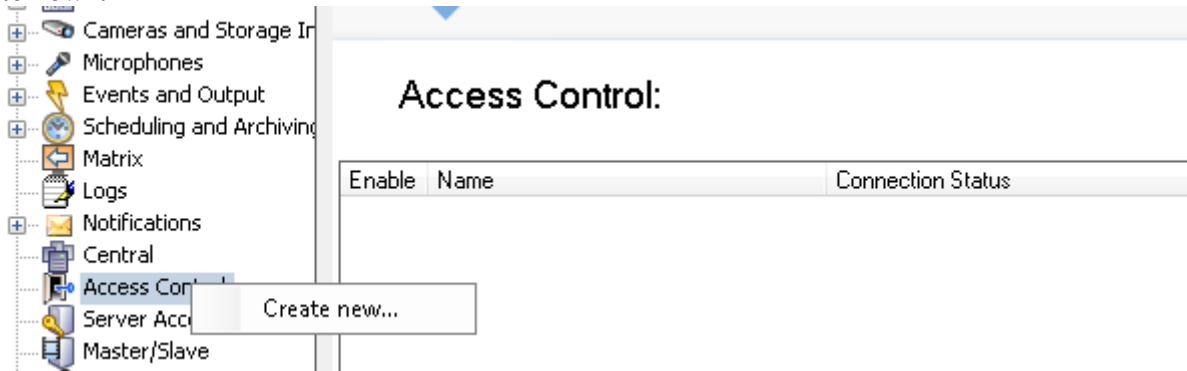 Cameras and Storage In
Microphones
Events and Output
Scheduling and Archiving
Matrix
Logs
Notifications
Central
Access Control
Server Acc
Master/Slave
Create new...
Access Control:
Enable Name Connection Status